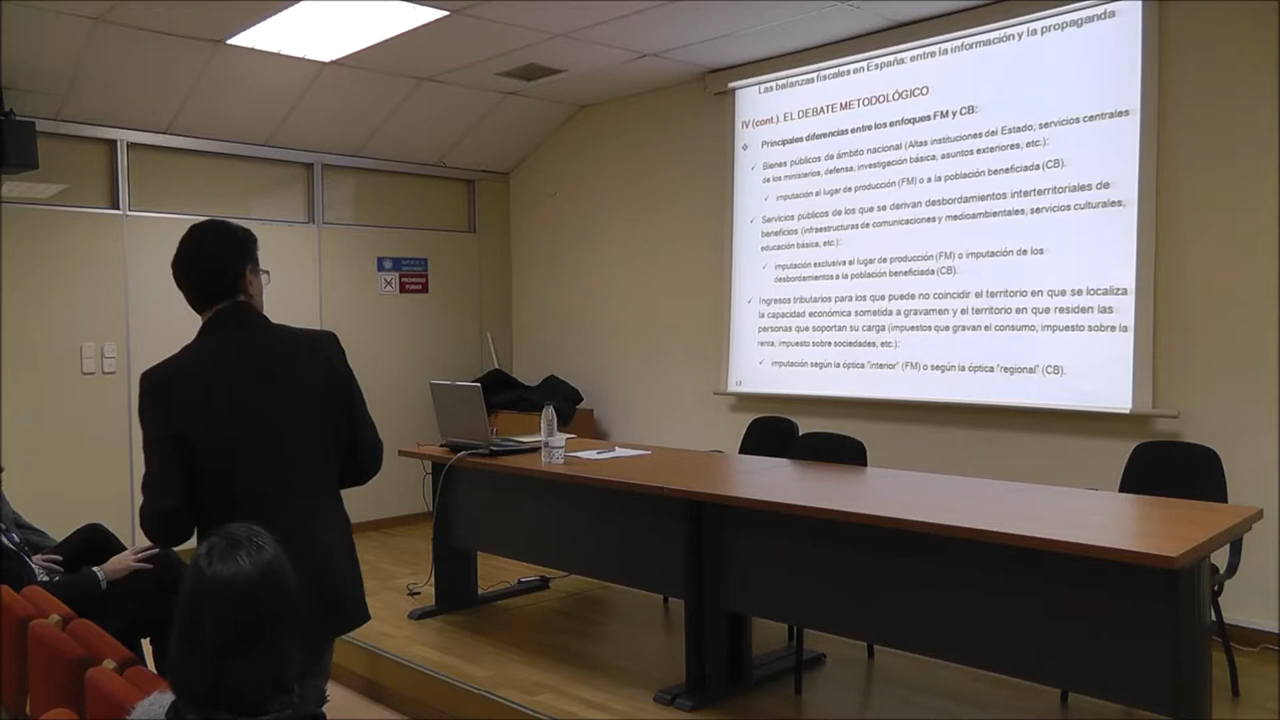 Las balanzas fiscales en España: entre la información y la propaganda
IV (cont.). EL DEBATE METODOLÓGICO
❖ Principales diferencias entre los enfoques FM y CB:
✓ Bienes públicos de ámbito nacional (Altas instituciones del Estado, servicios centrales
de los ministerios, defensa, investigación básica, asuntos exteriores, etc.):
✓ imputación al lugar de producción (FM) o a la población beneficiada (CB).
✓ Servicios públicos de los que se derivan desbordamientos interterritoriales de
beneficios (infraestructuras de comunicaciones y medioambientales, servicios culturales,
educación básica, etc.):
✓ imputación exclusiva al lugar de producción (FM) o imputación de los
desbordamientos a la población beneficiada (CB).
✓ Ingresos tributarios para los que puede no coincidir el territorio en que se localiza
la capacidad económica sometida a gravamen y el territorio en que residen las
personas que soportan su carga (impuestos que gravan el consumo, impuesto sobre la
renta, impuesto sobre sociedades, etc.):
✓ imputación según la óptica "interior" (FM) o según la óptica "regional" (CB).
PROHIBIDO
FUMAR